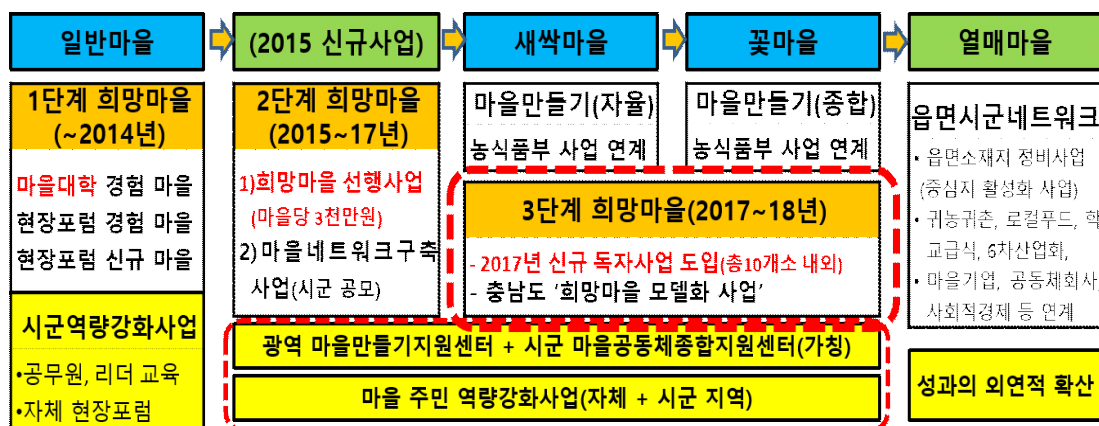 일반마을
(2015 신규사업)
새싹마을
꽃마을
열매마을
1단계 희망마을
(~2014년)
마을대학 경험 마을
현장포럼 경험 마을
현장포럼 신규 마을
시군역량강화사업
•공무원, 리더 교육
•자체 현장포럼
2단계 희망마을
(2015~17년)
1)희망마을 선행사업
(마을당 3천만원)
2)마을네트워크구축
사업(시군 공모)
마을만들기(자율)
농식품부 사업 연계
마을만들기(종합)
농식품부 사업 연계
3단계 희망마을(2017~18년)
- 2017년 신규 독자사업 도입(총10개소 내외)
- 충남도 ‘희망마을 모델화 사업’
광역 마을만들기지원센터 + 시군 마을공동체종합지원센터(가칭)
마을 주민 역량강화사업(자체 + 시군 지역)
읍면시군네트워크
• 읍면소재지 정비사업
(중심지 활성화 사업)
• 귀농귀촌, 로컬푸드, 학
교급식, 6차산업화,
• 마을기업, 공동체회사,
사회적경제 등 연계
성과의 외연적 확산